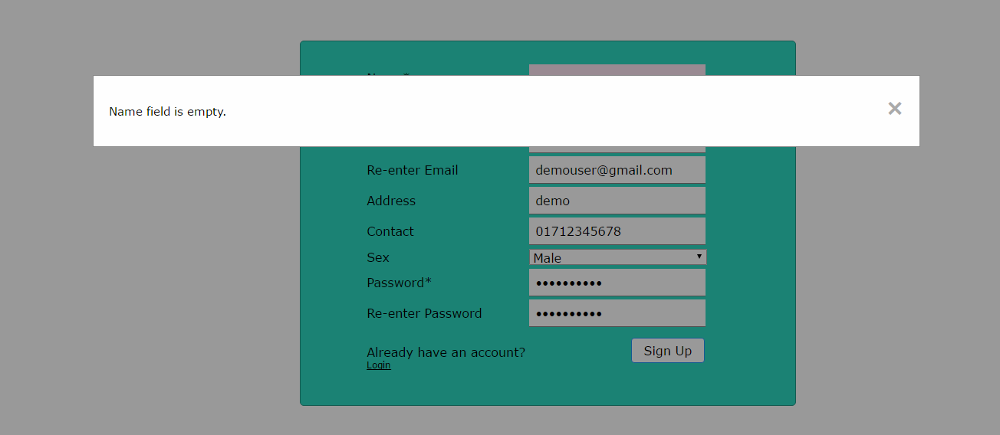 Name field is empty.
Re-enter Email demouser@gmail.com
Address demo
Contact 01712345678
Sex Male
Password* ••••••••••
Re-enter Password ••••••••••
Already have an account? Sign Up
Login